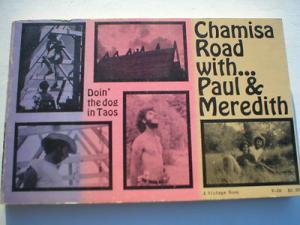 Chamisa
Road
with...
Paul &
Meredith
Doin'
the dog
in Taos
A Vintage Book